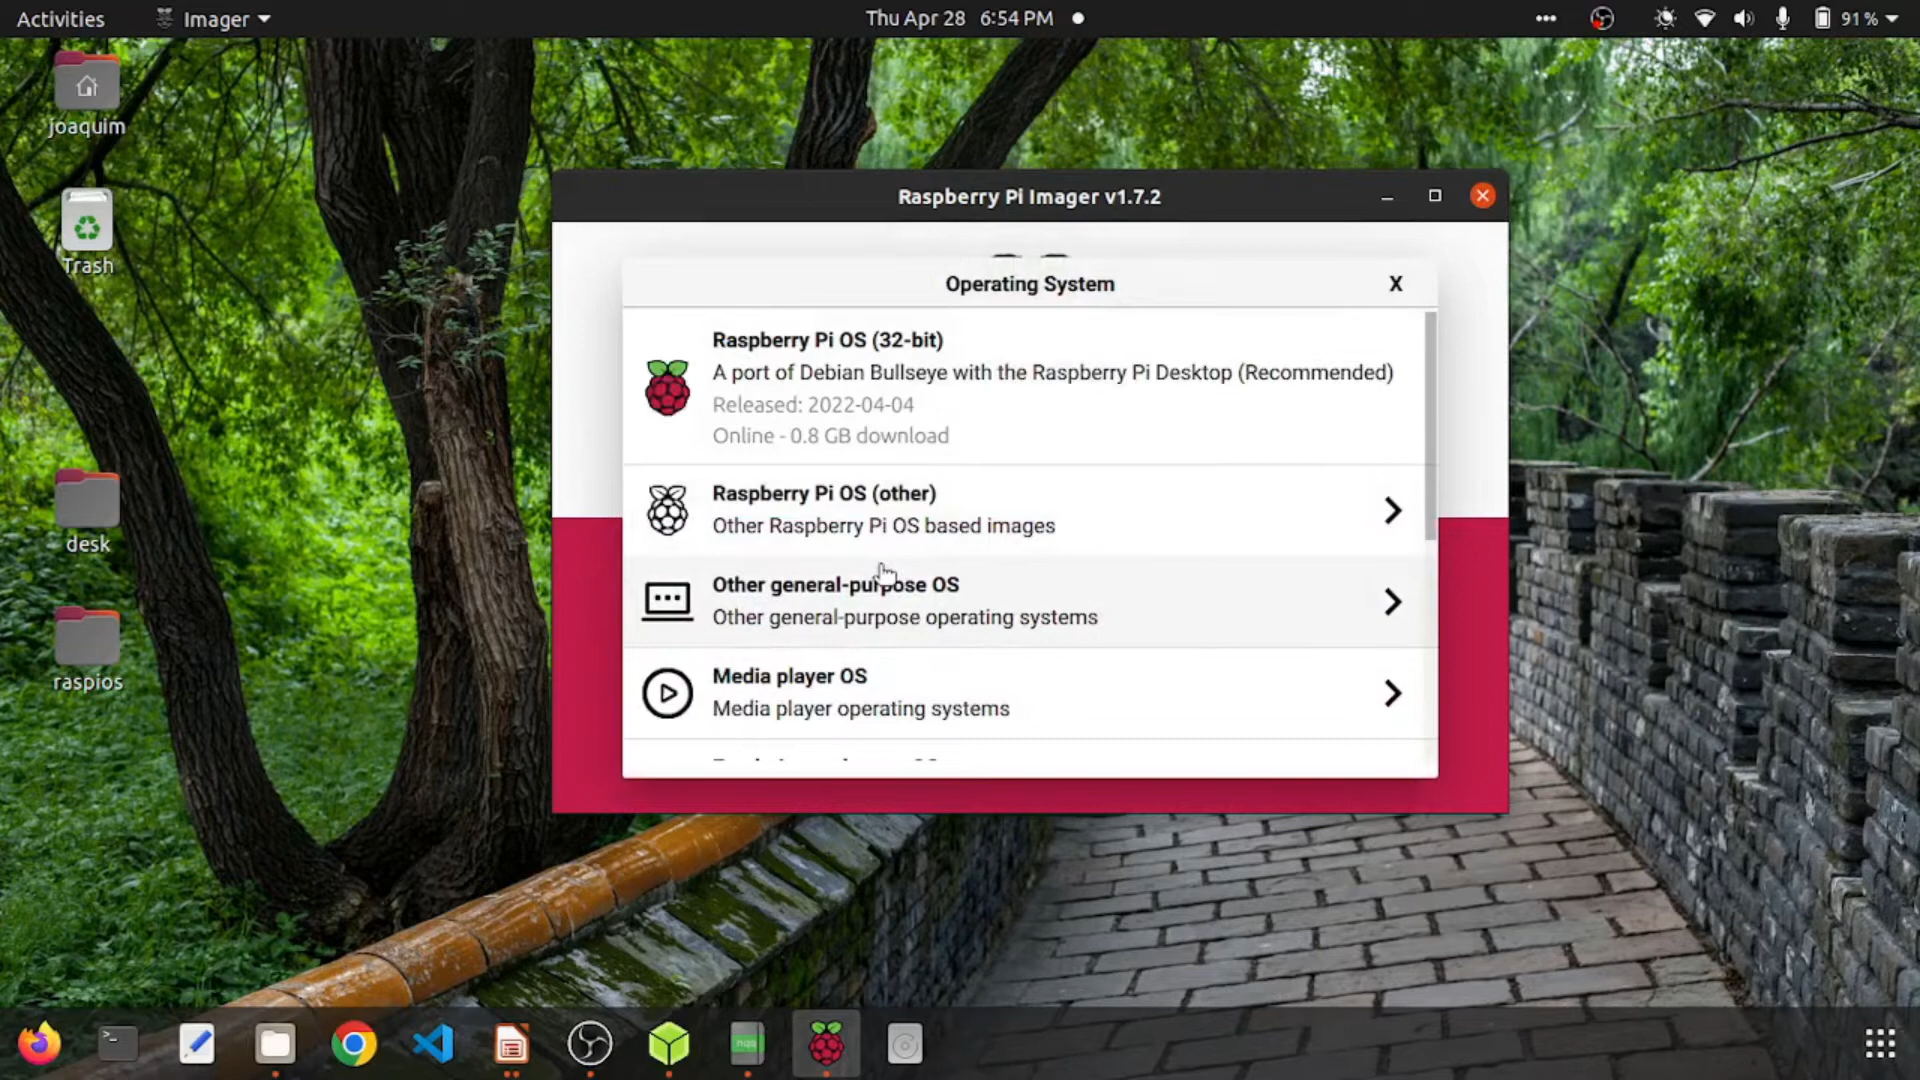 Activities
Imager
Thu Apr 28 6:54 PM
91 %
joaquim
Trash
desk
raspios
Raspberry Pi Imager v1.7.2
Operating System
X
Raspberry Pi OS (32-bit)
A port of Debian Bullseye with the Raspberry Pi Desktop (Recommended)
Released: 2022-04-04
Online - 0.8 GB download
Raspberry Pi OS (other)
Other Raspberry Pi OS based images
Other general-purpose OS
Other general-purpose operating systems
Media player OS
Media player operating systems
nqq